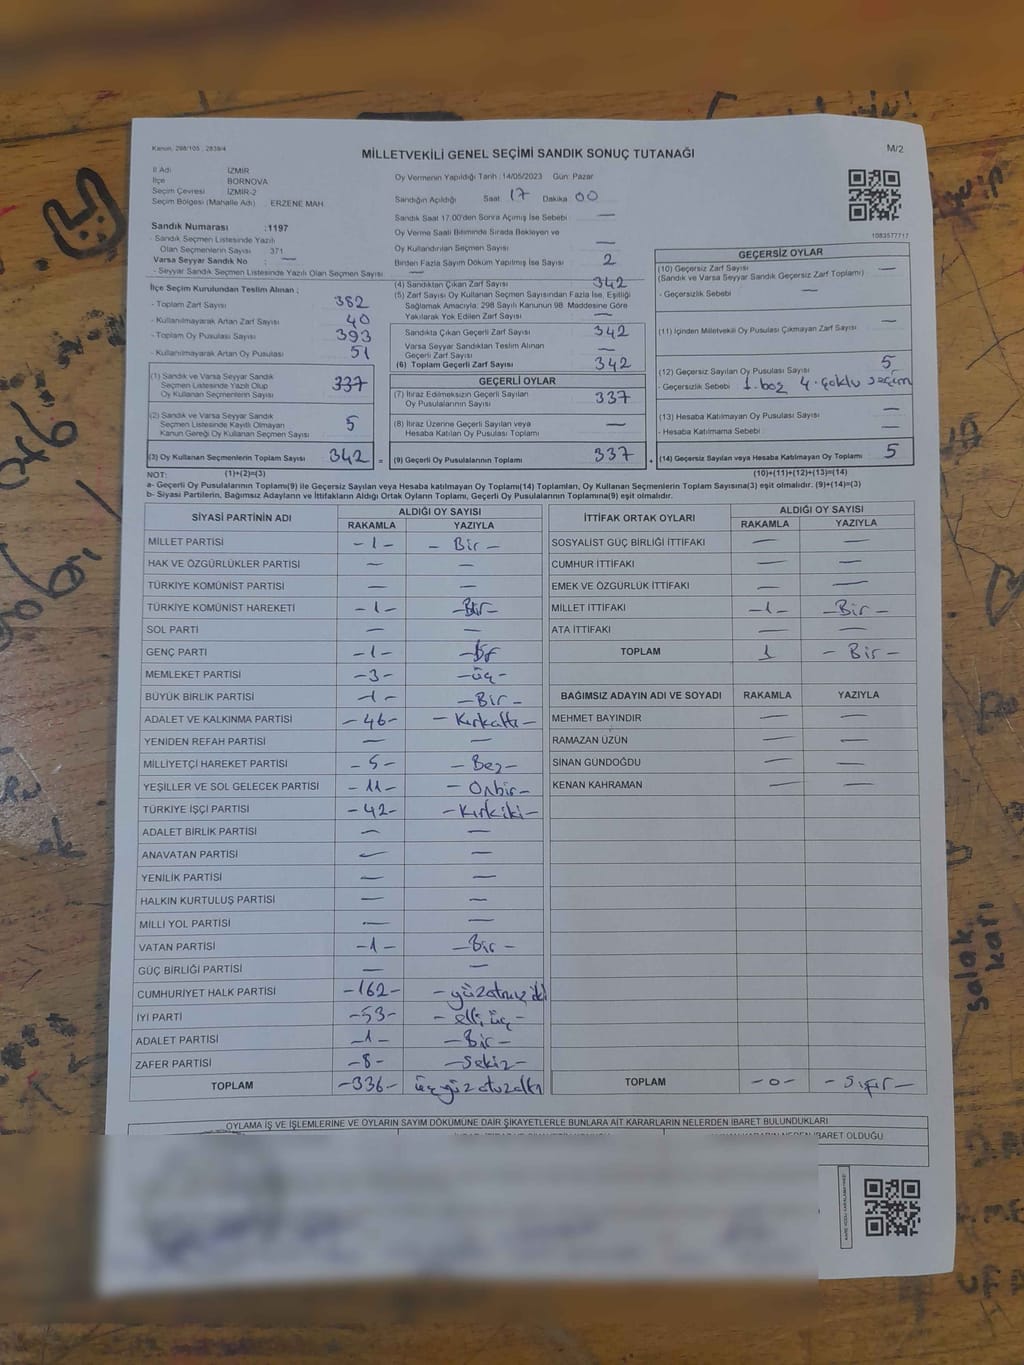 Kanun, 298/105 , 2839/4
MİLLETVEKİLİ GENEL SEÇİMİ SANDIK SONUÇ TUTANAĞI
M/2
İl Adı İZMİR
İlçe BORNOVA
Seçim Çevresi İZMİR-2
Seçim Bölgesi (Mahalle Adı) : ERZENE MAH.
Sandık Numarası :1197
- Sandık Seçmen Listesinde Yazılı
Olan Seçmenlerin Sayısı : 371
Varsa Seyyar Sandık No : —
- Seyyar Sandık Seçmen Listesinde Yazılı Olan Seçmen Sayısı : —
İlçe Seçim Kurulundan Teslim Alınan ;
- Toplam Zarf Sayısı 382
- Kullanılmayarak Artan Zarf Sayısı 40
- Toplam Oy Pusulası Sayısı 393
- Kullanılmayarak Artan Oy Pusulası 51
(1) Sandık ve Varsa Seyyar Sandık
Seçmen Listesinde Yazılı Olup
Oy Kullanan Seçmenlerin Sayısı 337
(2) Sandık ve Varsa Seyyar Sandık
Seçmen Listesinde Kayıtlı Olmayan
Kanun Gereği Oy Kullanan Seçmen Sayısı 5
(3) Oy Kullanan Seçmenlerin Toplam Sayısı 342 =
Oy Vermenin Yapıldığı Tarih : 14/05/2023 Gün: Pazar
Sandığın Açıldığı Saat 17 Dakika 00
Sandık Saat 17:00'den Sonra Açılmış İse Sebebi : —
Oy Verme Saati Bitiminde Sırada Bekleyen ve
Oy Kullandırılan Seçmen Sayısı —
Birden Fazla Sayım Döküm Yapılmış İse Sayısı 2
(4) Sandıktan Çıkan Zarf Sayısı 342
(5) Zarf Sayısı Oy Kullanan Seçmen Sayısından Fazla İse, Eşitliği
Sağlamak Amacıyla, 298 Sayılı Kanunun 98. Maddesine Göre
Yakılarak Yok Edilen Zarf Sayısı —
Sandıkta Çıkan Geçerli Zarf Sayısı 342
Varsa Seyyar Sandıktan Teslim Alınan
Geçerli Zarf Sayısı —
(6) Toplam Geçerli Zarf Sayısı 342
GEÇERLİ OYLAR
(7) İtiraz Edilmeksizin Geçerli Sayılan
Oy Pusulalarının Sayısı 337
(8) İtiraz Üzerine Geçerli Sayılan veya
Hesaba Katılan Oy Pusulası Toplamı —
(9) Geçerli Oy Pusulalarının Toplamı 337 +
1083577717
GEÇERSİZ OYLAR
(10) Geçersiz Zarf Sayısı —
(Sandık ve Varsa Seyyar Sandık Geçersiz Zarf Toplamı)
- Geçersizlik Sebebi : —
(11) İçinden Milletvekili Oy Pusulası Çıkmayan Zarf Sayısı —
(12) Geçersiz Sayılan Oy Pusulası Sayısı 5
- Geçersizlik Sebebi : 1.boş 4.çoklu seçim
(13) Hesaba Katılmayan Oy Pusulası Sayısı —
- Hesaba Katılmama Sebebi : —
(14) Geçersiz Sayılan veya Hesaba Katılmayan Oy Toplamı 5
NOT: (1)+(2)=(3) (10)+(11)+(12)+(13)=(14)
a- Geçerli Oy Pusulalarının Toplamı(9) ile Geçersiz Sayılan veya Hesaba Katılmayan Oy Toplamı(14) Toplamları, Oy Kullanan Seçmenlerin Toplam Sayısına(3) eşit olmalıdır. (9)+(14)=(3)
b- Siyasi Partilerin, Bağımsız Adayların ve İttifakların Aldığı Ortak Oyların Toplamı, Geçerli Oy Pusulalarının Toplamına(9) eşit olmalıdır.
SİYASİ PARTİNİN ADI ALDIĞI OY SAYISI
RAKAMLA YAZIYLA
MİLLET PARTİSİ -1- - Bir -
HAK VE ÖZGÜRLÜKLER PARTİSİ — —
TÜRKİYE KOMÜNİST PARTİSİ — —
TÜRKİYE KOMÜNİST HAREKETİ -1- -Bir-
SOL PARTİ — —
GENÇ PARTİ -1- -Bir
MEMLEKET PARTİSİ -3- -üç-
BÜYÜK BİRLİK PARTİSİ -1- -Bir-
ADALET VE KALKINMA PARTİSİ -46- - Kırkaltı -
YENİDEN REFAH PARTİSİ — —
MİLLİYETÇİ HAREKET PARTİSİ -5- -Beş-
YEŞİLLER VE SOL GELECEK PARTİSİ -11- - Onbir-
TÜRKİYE İŞÇİ PARTİSİ -42- -Kırkiki-
ADALET BİRLİK PARTİSİ — —
ANAVATAN PARTİSİ — —
YENİLİK PARTİSİ — —
HALKIN KURTULUŞ PARTİSİ — —
MİLLİ YOL PARTİSİ — —
VATAN PARTİSİ -1- -Bir-
GÜÇ BİRLİĞİ PARTİSİ — —
CUMHURİYET HALK PARTİSİ -162- -yüzatmış iki
İYİ PARTİ -53- - elli üç -
ADALET PARTİSİ -1- -Bir-
ZAFER PARTİSİ -8- -Sekiz-
TOPLAM -336- üçyüz otuzaltı
İTTİFAK ORTAK OYLARI ALDIĞI OY SAYISI
RAKAMLA YAZIYLA
SOSYALİST GÜÇ BİRLİĞİ İTTİFAKI — —
CUMHUR İTTİFAKI — —
EMEK VE ÖZGÜRLÜK İTTİFAKI — —
MİLLET İTTİFAKI -1- -Bir-
ATA İTTİFAKI — —
TOPLAM 1 - Bir -
BAĞIMSIZ ADAYIN ADI VE SOYADI RAKAMLA YAZIYLA
MEHMET BAYINDIR — —
RAMAZAN UZUN — —
SİNAN GÜNDOĞDU — —
KENAN KAHRAMAN — —
TOPLAM -0- - Sıfır -
OYLAMA İŞ VE İŞLEMLERİNE VE OYLARIN SAYIM DÖKÜMÜNE DAİR ŞİKAYETLERLE BUNLARA AİT KARARLARIN NELERDEN İBARET BULUNDUKLARI
İBARET OLDUĞU
salak
karı